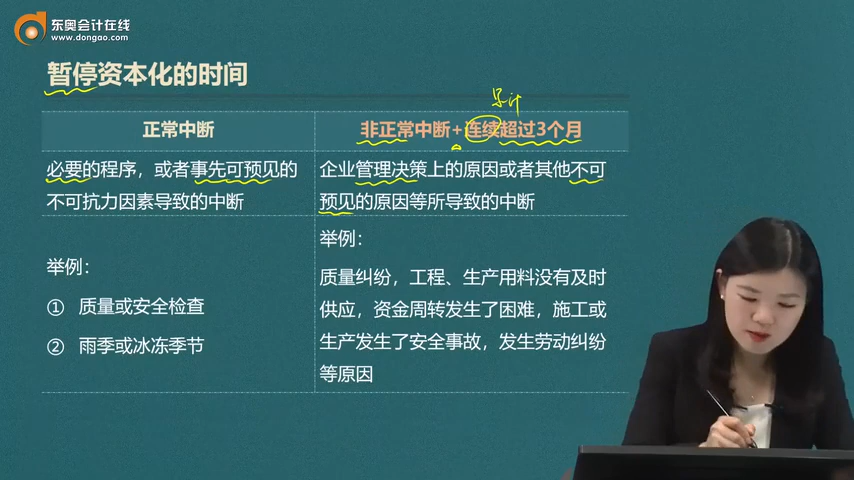 东奥会计在线
www.dongao.com
暂停资本化的时间
累计
正常中断
非正常中断+连续超过3个月
必要的程序，或者事先可预见的
不可抗力因素导致的中断
企业管理决策上的原因或者其他不可
预见的原因等所导致的中断
举例：
① 质量或安全检查
② 雨季或冰冻季节
举例：
质量纠纷，工程、生产用料没有及时
供应，资金周转发生了困难，施工或
生产发生了安全事故，发生劳动纠纷
等原因